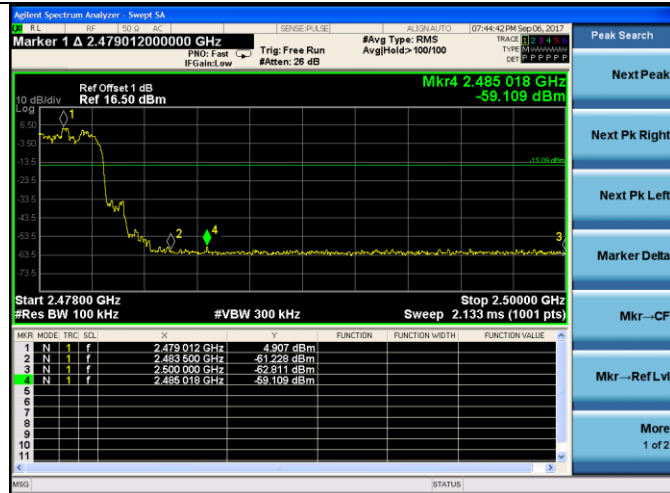 Agilent Spectrum Analyzer - Swept SA
RL RF 50 Ω AC SENSE:PULSE ALIGN AUTO 07:44:42 PM Sep 06, 2017
Marker 1 Δ 2.479012000000 GHz
PNO: Fast
IFGain:Low
Trig: Free Run
#Atten: 26 dB
#Avg Type: RMS
Avg|Hold:>100/100
TRACE 1 2 3 4 5 6
TYPE M
DET P P P P P P
Peak Search
Ref Offset 1 dB
10 dB/div Ref 16.50 dBm
Log
Mkr4 2.485 018 GHz
-59.109 dBm
Next Peak
6.50
-3.50
-13.5
-23.5
-33.5
-43.5
-53.5
-63.5
-73.5
1
2
3
4
-15.09 dBm
Next Pk Right
Next Pk Left
Marker Delta
Start 2.47800 GHz Stop 2.50000 GHz
#Res BW 100 kHz #VBW 300 kHz Sweep 2.133 ms (1001 pts)
Mkr→CF
MKR MODE TRC SCL X Y FUNCTION FUNCTION WIDTH FUNCTION VALUE
1 N 1 f 2.479 012 GHz 4.907 dBm
2 N 1 f 2.483 500 GHz -61.228 dBm
3 N 1 f 2.500 000 GHz -62.811 dBm
4 N 1 f 2.485 018 GHz -59.109 dBm
5
6
7
8
9
10
11
Mkr→Ref Lvl
More
1 of 2
MSG STATUS